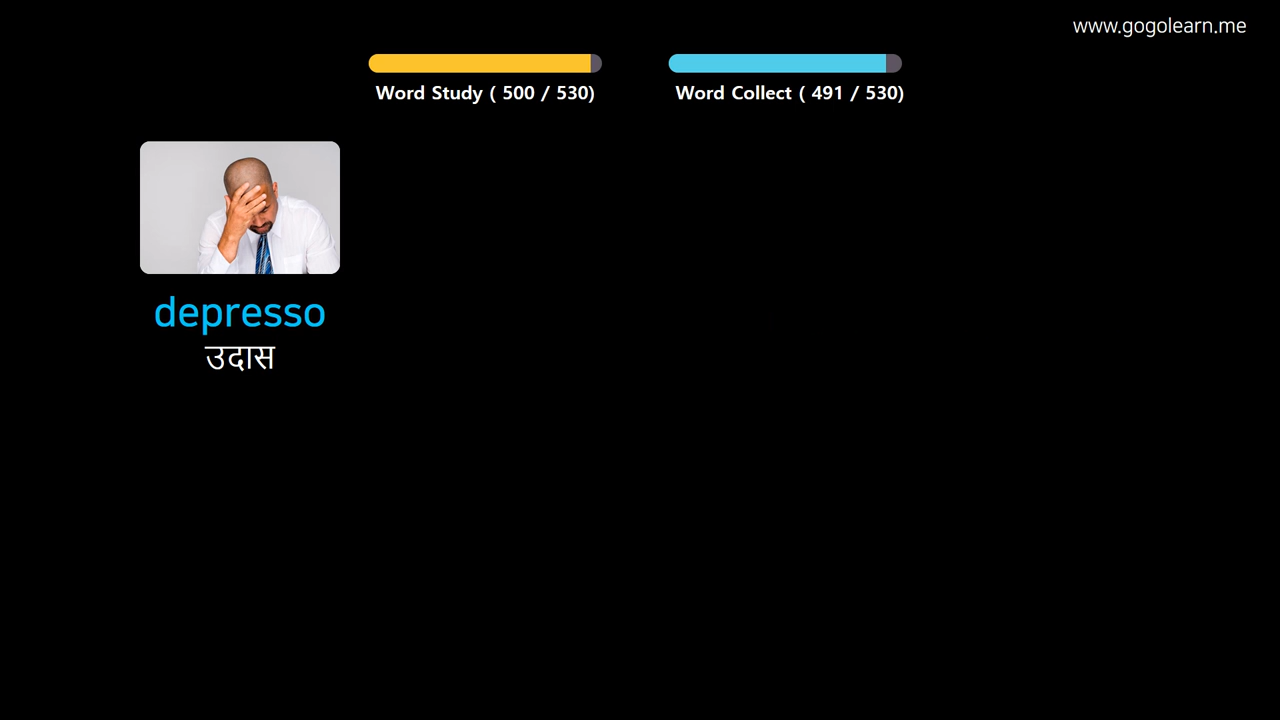 www.gogolearn.me
Word Study ( 500 / 530)
Word Collect ( 491 / 530)
depresso
उदास